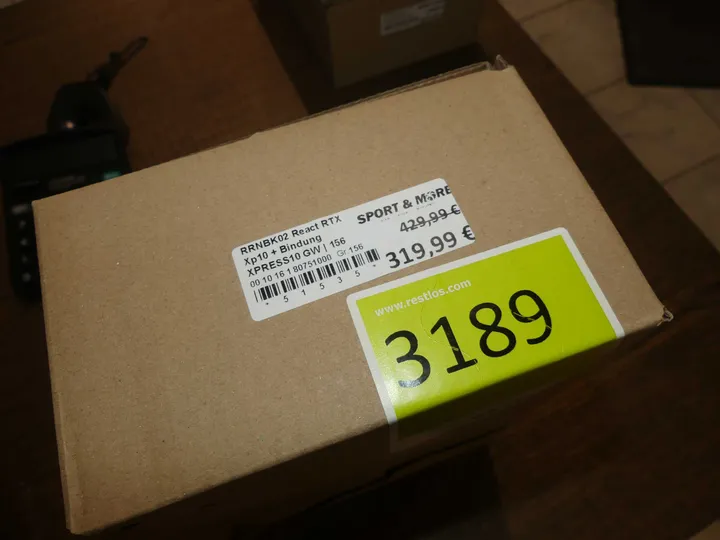 RRNBK02 React RTX
Xp10 + Bindung
XPRESS10 GW | 156
00 10 16 1 80751000 Gr.156
* 5 1 5 3 5 *
SPORT & MORE
429,99 €
319,99 €
www.restlos.com
3189